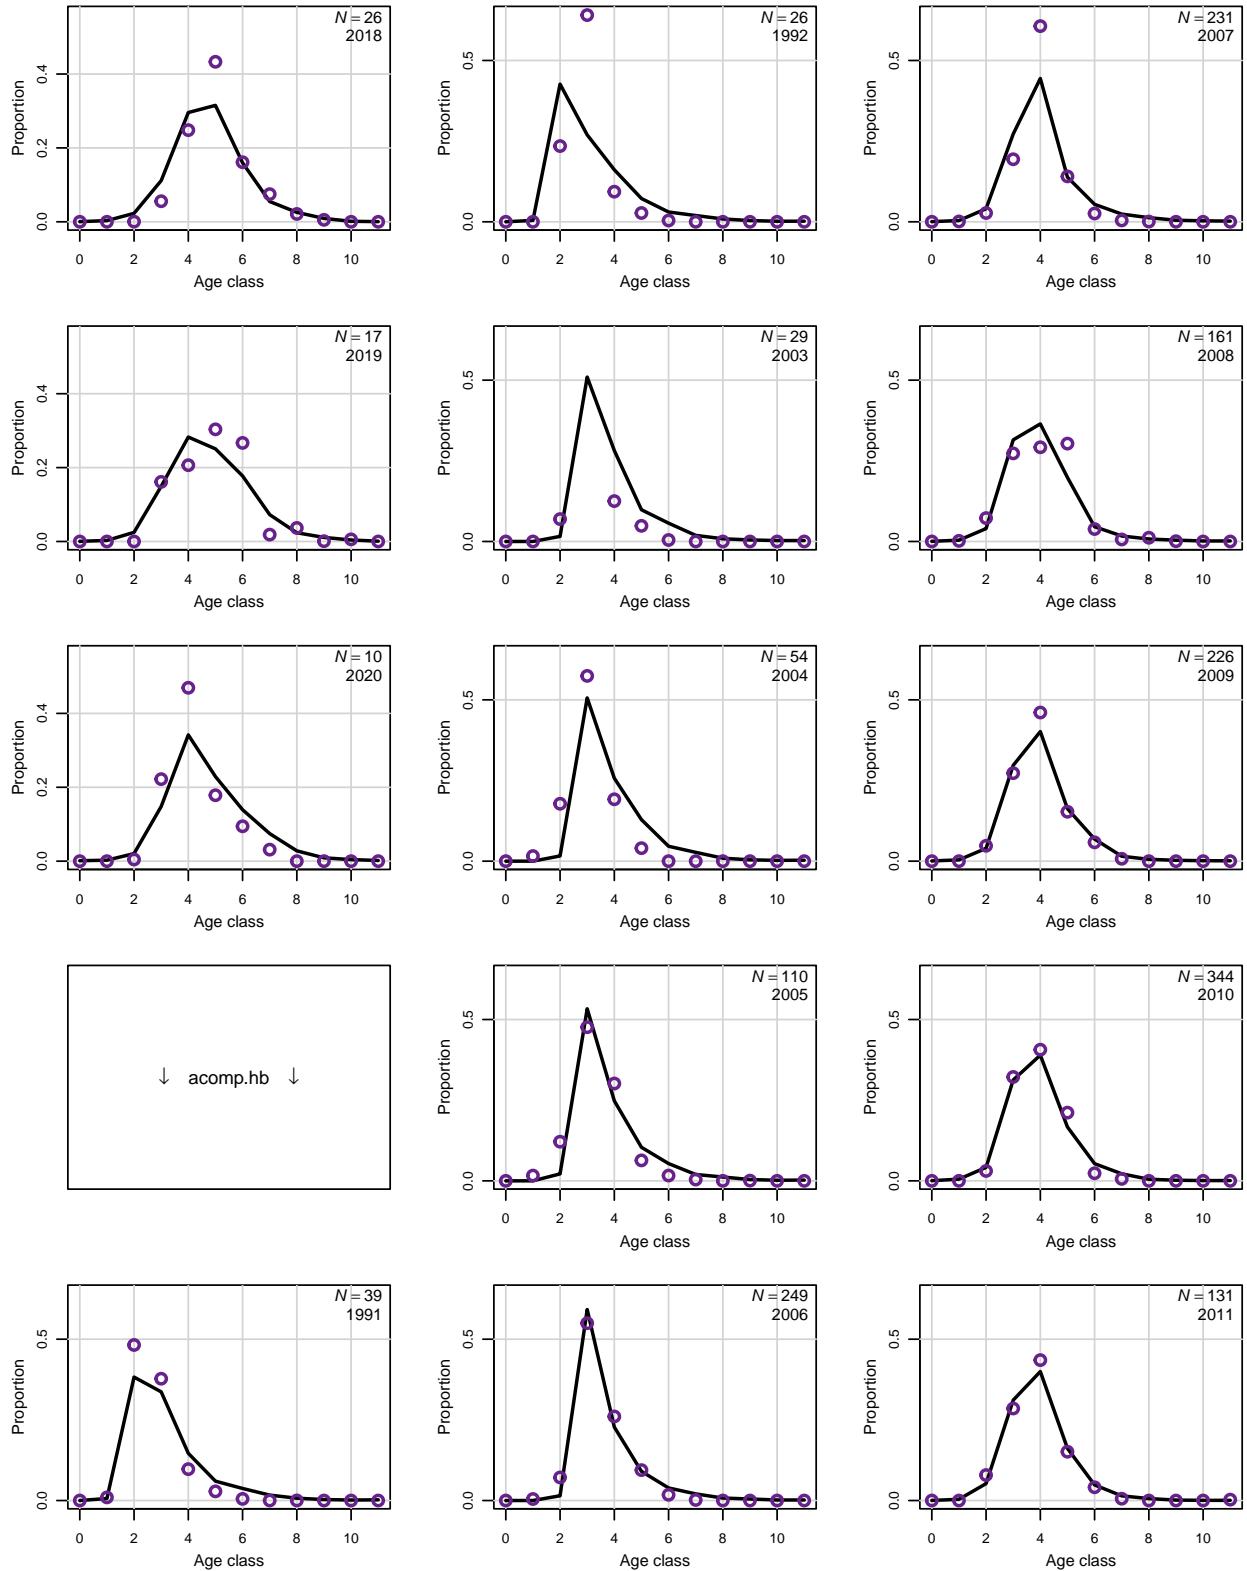 N = 26
2018
Proportion
0.0 0.2 0.4
0 2 4 6 8 10
Age class
N = 26
1992
Proportion
0.0 0.5
0 2 4 6 8 10
Age class
N = 231
2007
Proportion
0.0 0.5
0 2 4 6 8 10
Age class
N = 17
2019
Proportion
0.0 0.2 0.4
0 2 4 6 8 10
Age class
N = 29
2003
Proportion
0.0 0.5
0 2 4 6 8 10
Age class
N = 161
2008
Proportion
0.0 0.5
0 2 4 6 8 10
Age class
N = 10
2020
Proportion
0.0 0.2 0.4
0 2 4 6 8 10
Age class
N = 54
2004
Proportion
0.0 0.5
0 2 4 6 8 10
Age class
N = 226
2009
Proportion
0.0 0.5
0 2 4 6 8 10
Age class
↓ acomp.hb ↓
N = 110
2005
Proportion
0.0 0.5
0 2 4 6 8 10
Age class
N = 344
2010
Proportion
0.0 0.5
0 2 4 6 8 10
Age class
N = 39
1991
Proportion
0.0 0.5
0 2 4 6 8 10
Age class
N = 249
2006
Proportion
0.0 0.5
0 2 4 6 8 10
Age class
N = 131
2011
Proportion
0.0 0.5
0 2 4 6 8 10
Age class